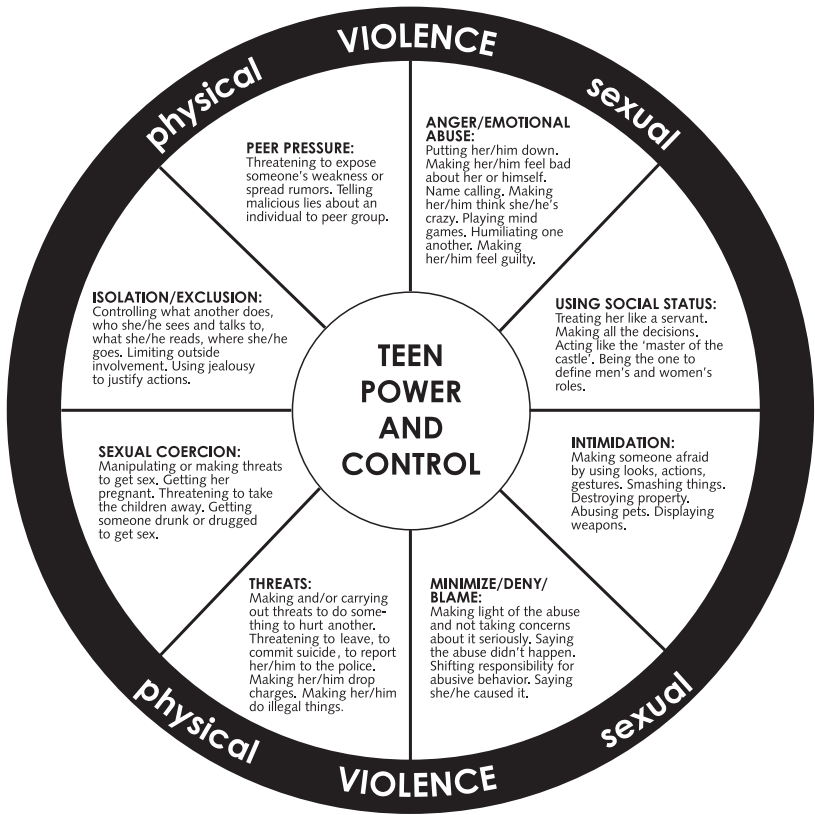 physical
VIOLENCE
sexual
PEER PRESSURE:
Threatening to expose
someone's weakness or
spread rumors. Telling
malicious lies about an
individual to peer group.
ANGER/EMOTIONAL
ABUSE:
Putting her/him down.
Making her/him feel bad
about her or himself.
Name calling. Making
her/him think she/he's
crazy. Playing mind
games. Humiliating one
another. Making
her/him feel guilty.
ISOLATION/EXCLUSION:
Controlling what another does,
who she/he sees and talks to,
what she/he reads, where she/he
goes. Limiting outside
involvement. Using jealousy
to justify actions.
USING SOCIAL STATUS:
Treating her like a servant.
Making all the decisions.
Acting like the ‘master of the
castle’. Being the one to
define men's and women's
roles.
TEEN
POWER
AND
CONTROL
SEXUAL COERCION:
Manipulating or making threats
to get sex. Getting her
pregnant. Threatening to take
the children away. Getting
someone drunk or drugged
to get sex.
INTIMIDATION:
Making someone afraid
by using looks, actions,
gestures. Smashing things.
Destroying property.
Abusing pets. Displaying
weapons.
THREATS:
Making and/or carrying
out threats to do some-
thing to hurt another.
Threatening to leave, to
commit suicide, to report
her/him to the police.
Making her/him drop
charges. Making her/him
do illegal things.
MINIMIZE/DENY/
BLAME:
Making light of the abuse
and not taking concerns
about it seriously. Saying
the abuse didn't happen.
Shifting responsibility for
abusive behavior. Saying
she/he caused it.
physical
VIOLENCE
sexual